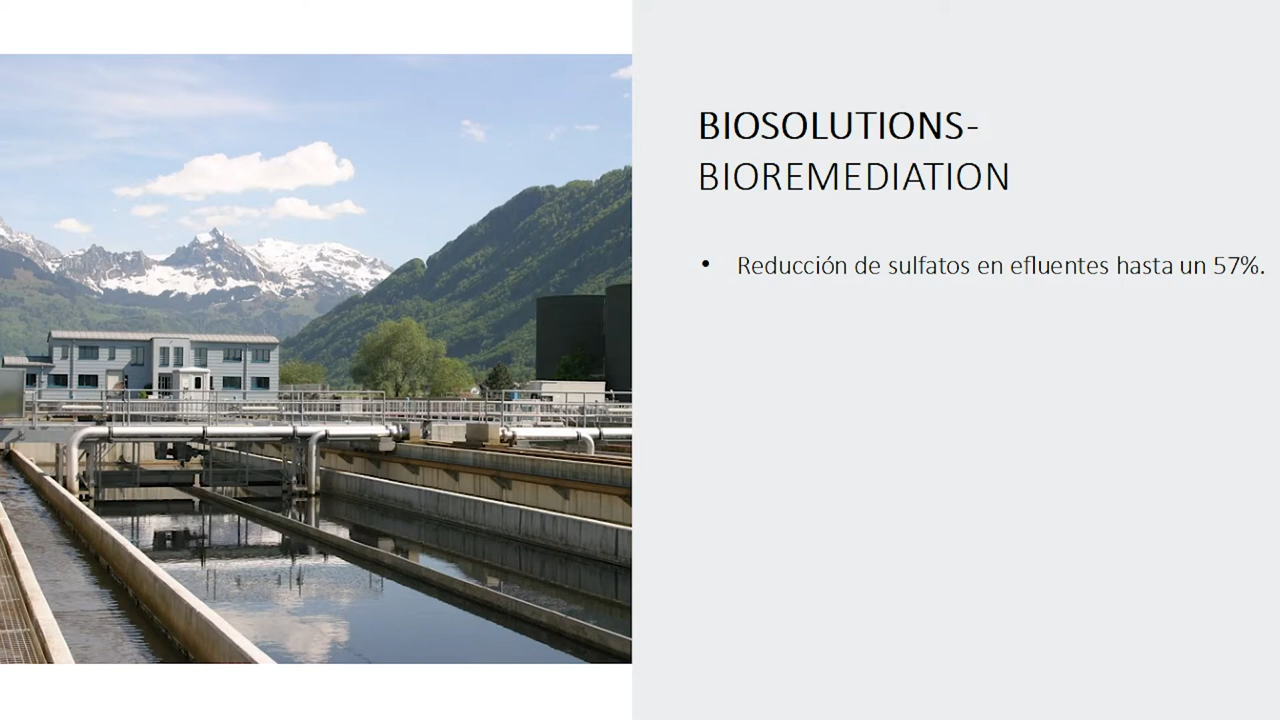 BIOSOLUTIONS-
BIOREMEDIATION
• Reducción de sulfatos en efluentes hasta un 57%.